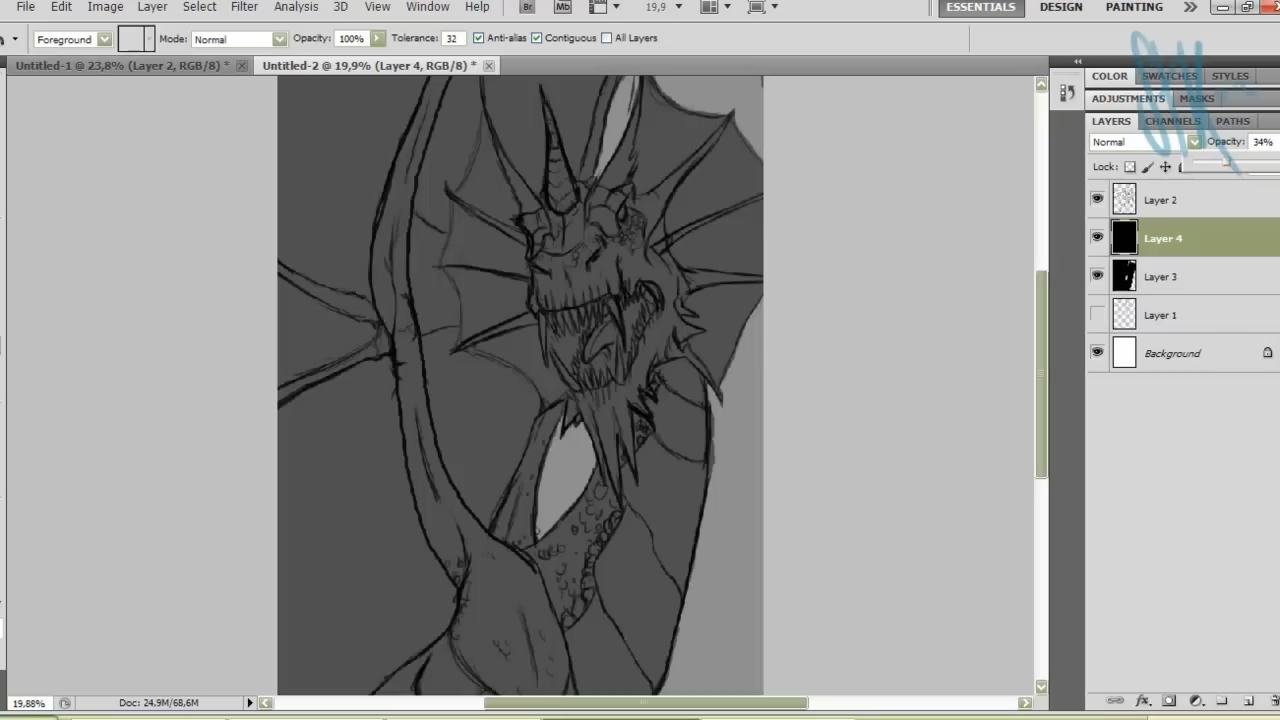 File Edit Image Layer Select Filter Analysis 3D View Window Help Br Mb 19,9 ESSENTIALS DESIGN PAINTING
Foreground Mode: Normal Opacity: 100% Tolerance: 32 Anti-alias Contiguous All Layers
Untitled-1 @ 23,8% (Layer 2, RGB/8) * Untitled-2 @ 19,9% (Layer 4, RGB/8) *
COLOR SWATCHES STYLES
ADJUSTMENTS MASKS
LAYERS CHANNELS PATHS
Normal Opacity: 34%
Lock:
Layer 2
Layer 4
Layer 3
Layer 1
Background
19,88% Doc: 24,9M/68,6M